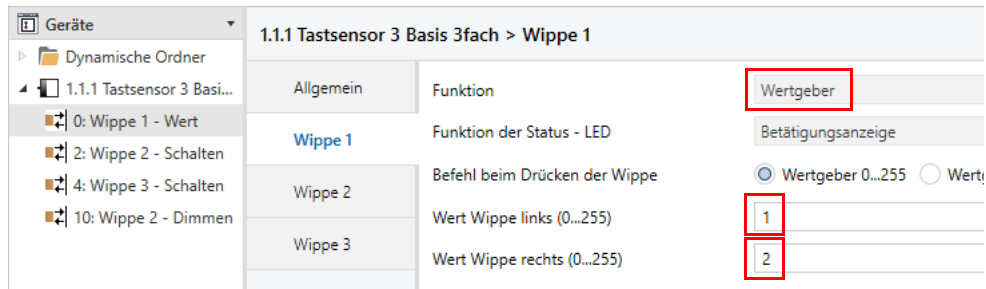 Geräte
Dynamische Ordner
1.1.1 Tastsensor 3 Basi...
0: Wippe 1 - Wert
2: Wippe 2 - Schalten
4: Wippe 3 - Schalten
10: Wippe 2 - Dimmen
1.1.1 Tastsensor 3 Basis 3fach > Wippe 1
Allgemein
Wippe 1
Wippe 2
Wippe 3
Funktion Wertgeber
Funktion der Status - LED Betätigungsanzeige
Befehl beim Drücken der Wippe Wertgeber 0...255
Wert Wippe links (0...255) 1
Wert Wippe rechts (0...255) 2